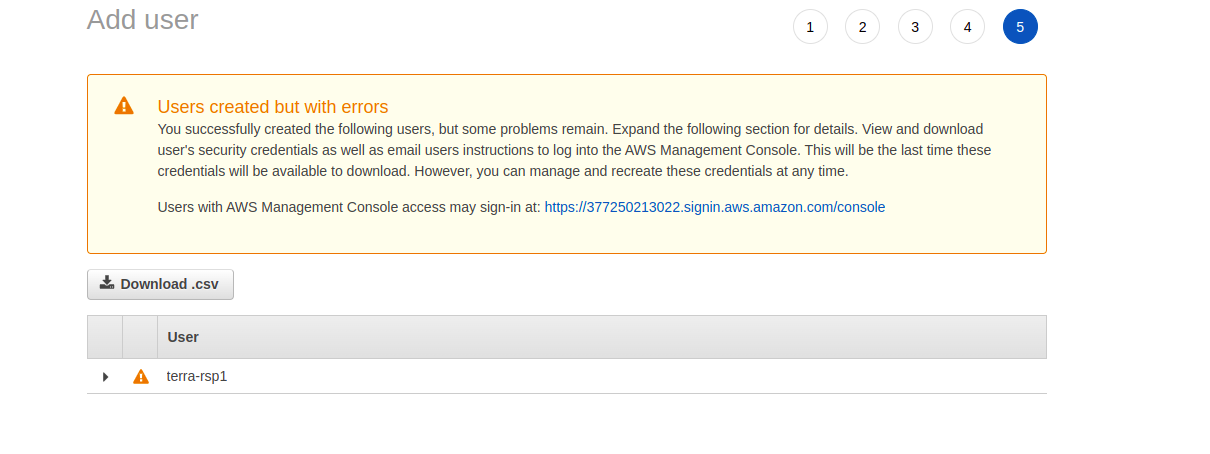 Add user
1 2 3 4 5
Users created but with errors
You successfully created the following users, but some problems remain. Expand the following section for details. View and download
user's security credentials as well as email users instructions to log into the AWS Management Console. This will be the last time these
credentials will be available to download. However, you can manage and recreate these credentials at any time.
Users with AWS Management Console access may sign-in at: https://377250213022.signin.aws.amazon.com/console
Download .csv
User
terra-rsp1